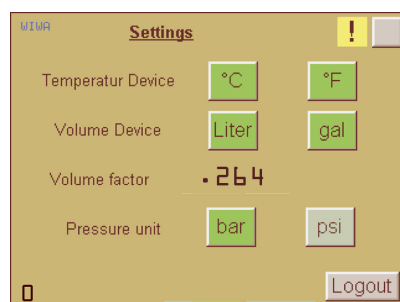 WIWA
Settings
!
Temperatur Device °C °F
Volume Device Liter gal
Volume factor .264
Pressure unit bar psi
0 Logout